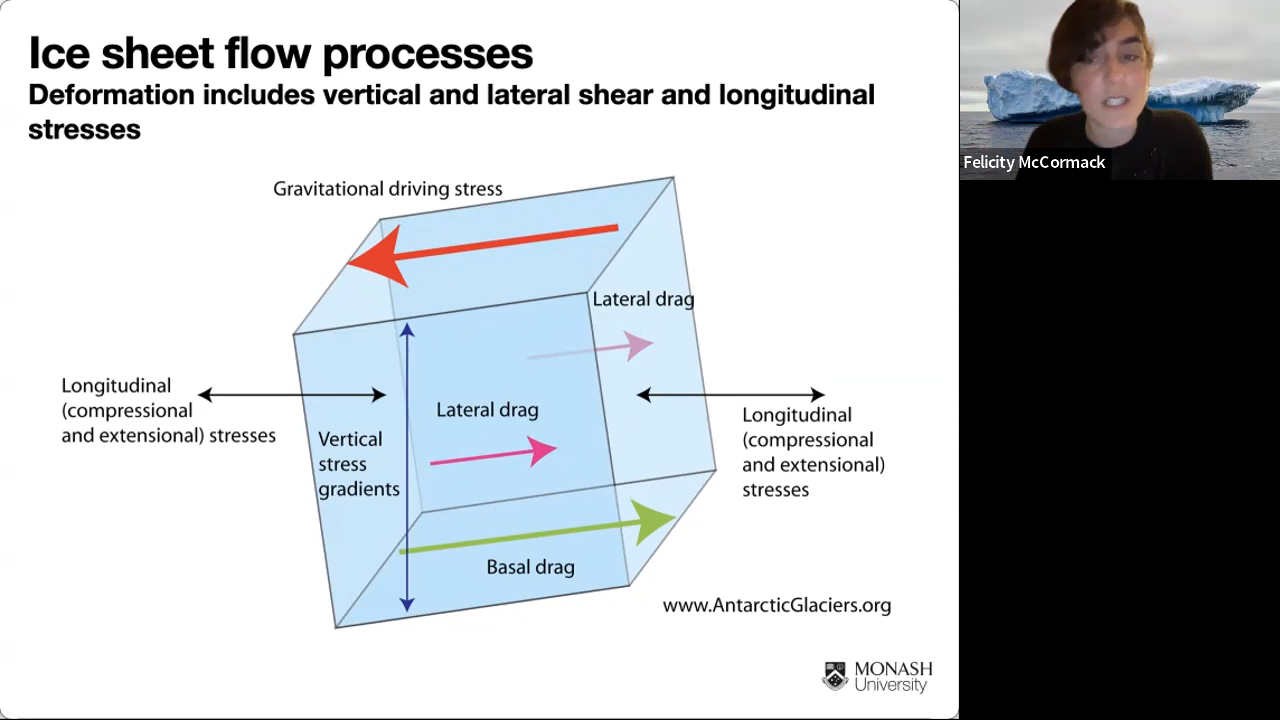 Ice sheet flow processes
Deformation includes vertical and lateral shear and longitudinal
stresses
Felicity McCormack
Gravitational driving stress
Lateral drag
Longitudinal
(compressional
and extensional) stresses
Lateral drag
Vertical
stress
gradients
Longitudinal
(compressional
and extensional)
stresses
Basal drag
www.AntarcticGlaciers.org
MONASH
University